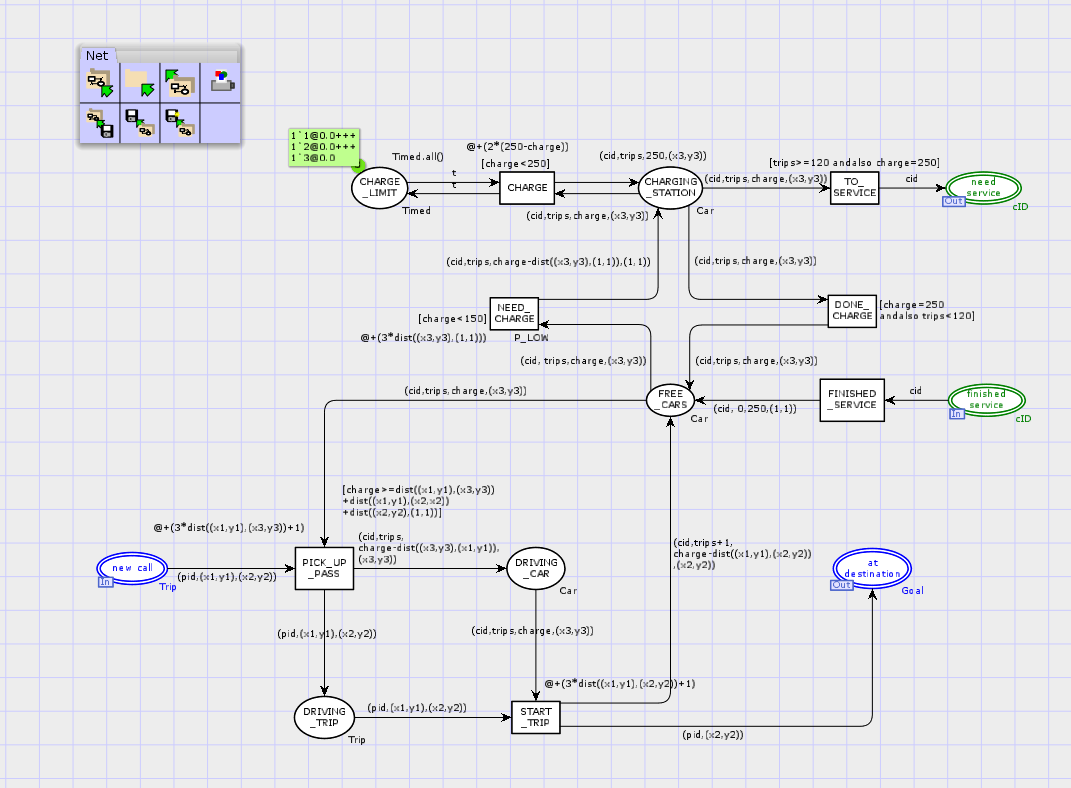 Net
1`1@0.0+++
1`2@0.0+++
1`3@0.0
Timed.all()
CHARGE
_LIMIT
Timed
t
t
@+(2*(250-charge))
[charge<250]
CHARGE
(cid,trips,250,(x3,y3))
(cid,trips,charge,(x3,y3))
CHARGING
_STATION
Car
(cid,trips,charge,(x3,y3))
[trips>=120 andalso charge=250]
TO_
SERVICE
cid
need
service
Out
cID
(cid,trips,charge-dist((x3,y3),(1,1)),(1,1))
(cid,trips,charge,(x3,y3))
[charge<150]
NEED_
CHARGE
@+(3*dist((x3,y3),(1,1)))
P_LOW
DONE_
CHARGE
[charge=250
andalso trips<120]
(cid, trips,charge,(x3,y3))
(cid,trips,charge,(x3,y3))
(cid,trips,charge,(x3,y3))
FREE
_CARS
Car
(cid, 0,250,(1,1))
FINISHED
_SERVICE
cid
finished
service
In
cID
[charge>=dist((x1,y1),(x3,y3))
+dist((x1,y1),(x2,x2))
+dist((x2,y2),(1,1))]
@+(3*dist((x1,y1),(x3,y3))+1)
new call
In
Trip
(pid,(x1,y1),(x2,y2))
PICK_UP
_PASS
(cid,trips,
charge-dist((x3,y3),(x1,y1)),
(x3,y3))
DRIVING
_CAR
Car
(cid,trips+1,
charge-dist((x1,y1),(x2,y2))
,(x2,y2))
at
destination
Out
Goal
(pid,(x1,y1),(x2,y2))
(cid,trips,charge,(x3,y3))
@+(3*dist((x1,y1),(x2,y2))+1)
DRIVING
_TRIP
Trip
(pid,(x1,y1),(x2,y2))
START
_TRIP
(pid,(x2,y2))